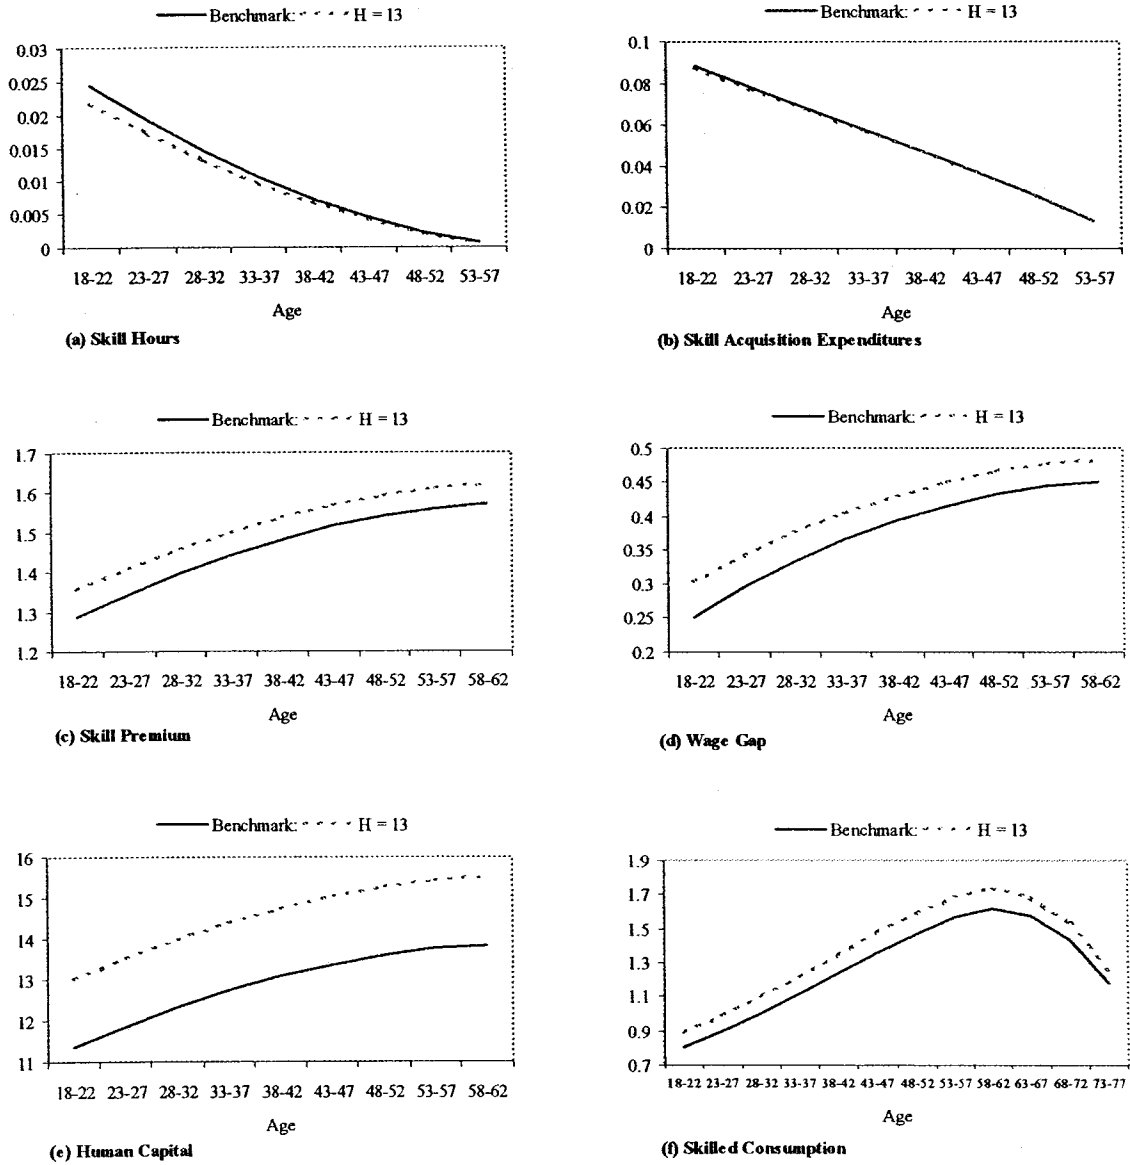 Benchmark: H = 13
0.03
0.025
0.02
0.015
0.01
0.005
0
18-22 23-27 28-32 33-37 38-42 43-47 48-52 53-57
Age
(a) Skill Hours
Benchmark: H = 13
0.1
0.08
0.06
0.04
0.02
0
18-22 23-27 28-32 33-37 38-42 43-47 48-52 53-57
Age
(b) Skill Acquisition Expenditures
Benchmark: H = 13
1.7
1.6
1.5
1.4
1.3
1.2
18-22 23-27 28-32 33-37 38-42 43-47 48-52 53-57 58-62
Age
(c) Skill Premium
Benchmark: H = 13
0.5
0.45
0.4
0.35
0.3
0.25
0.2
18-22 23-27 28-32 33-37 38-42 43-47 48-52 53-57 58-62
Age
(d) Wage Gap
Benchmark: H = 13
16
15
14
13
12
11
18-22 23-27 28-32 33-37 38-42 43-47 48-52 53-57 58-62
Age
(e) Human Capital
Benchmark: H = 13
1.9
1.7
1.5
1.3
1.1
0.9
0.7
18-22 23-27 28-32 33-37 38-42 43-47 48-52 53-57 58-62 63-67 68-72 73-77
Age
(f) Skilled Consumption